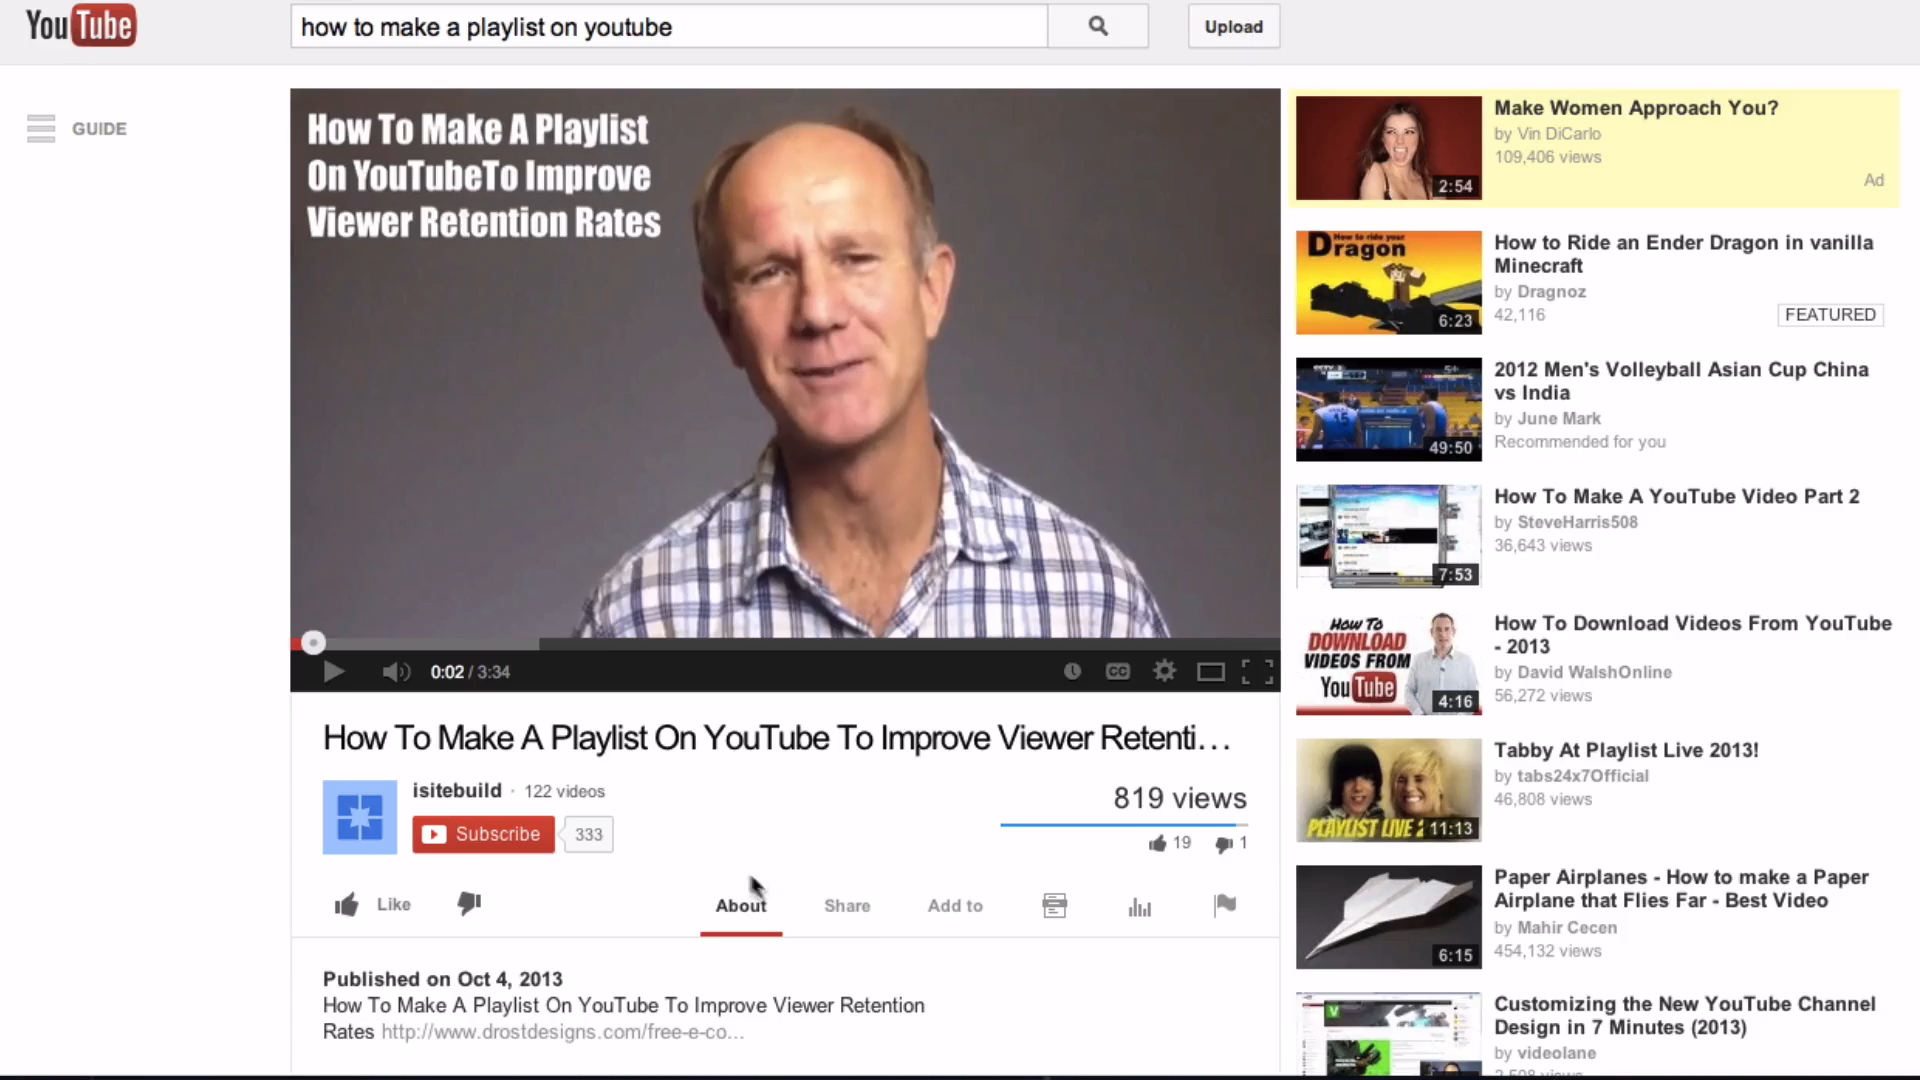 YouTube
how to make a playlist on youtube
Upload
GUIDE
How To Make A Playlist
On YouTubeTo Improve
Viewer Retention Rates
0:02 / 3:34
CC
How To Make A Playlist On YouTube To Improve Viewer Retenti...
isitebuild · 122 videos
Subscribe
333
819 views
19
1
Like
About
Share
Add to
Published on Oct 4, 2013
How To Make A Playlist On YouTube To Improve Viewer Retention
Rates http://www.drostdesigns.com/free-e-co...
2:54
Make Women Approach You?
by Vin DiCarlo
109,406 views
Ad
How to ride your
Dragon
6:23
How to Ride an Ender Dragon in vanilla
Minecraft
by Dragnoz
42,116
FEATURED
15
49:50
2012 Men's Volleyball Asian Cup China
vs India
by June Mark
Recommended for you
7:53
How To Make A YouTube Video Part 2
by SteveHarris508
36,643 views
HOW TO
DOWNLOAD
VIDEOS FROM
YouTube
4:16
How To Download Videos From YouTube
- 2013
by David WalshOnline
56,272 views
PLAYLIST LIVE
11:13
Tabby At Playlist Live 2013!
by tabs24x7Official
46,808 views
6:15
Paper Airplanes - How to make a Paper
Airplane that Flies Far - Best Video
by Mahir Cecen
454,132 views
Customizing the New YouTube Channel
Design in 7 Minutes (2013)
by videolane